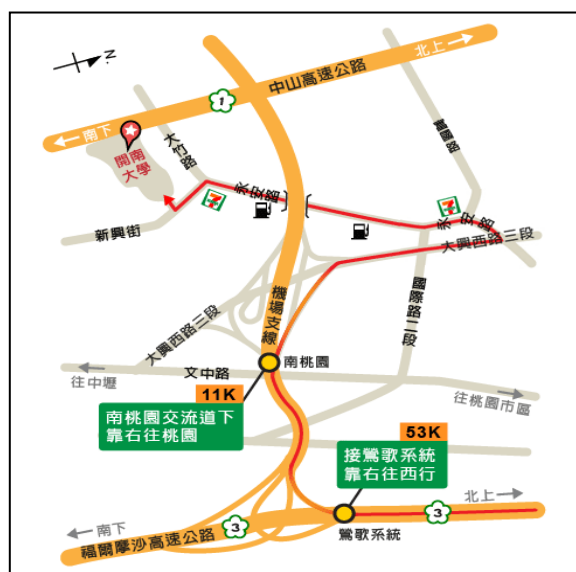 N
北上
中山高速公路
1
南下
開南
大學
大竹路
永安路
7
7
永安路
新興街
大興西路三段
大興西路三段
國際路二段
機場支線
南桃園
文中路
往中壢
往桃園市區
11K
南桃園交流道下
靠右往桃園
53K
接鶯歌系統
靠右往西行
北上
3
3
南下
福爾摩沙高速公路
鶯歌系統